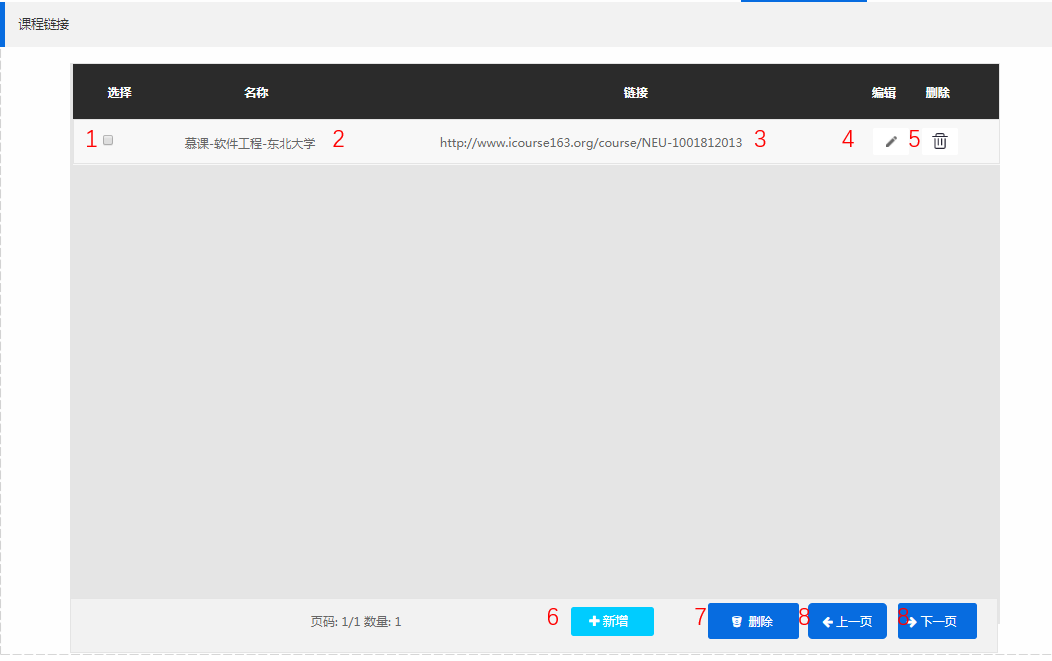 课程链接
选择 名称 链接 编辑 删除
1 慕课-软件工程-东北大学 2 http://www.icourse163.org/course/NEU-1001812013 3 4 5
页码: 1/1 数量: 1 6 新增 7 删除 8 上一页 8 下一页